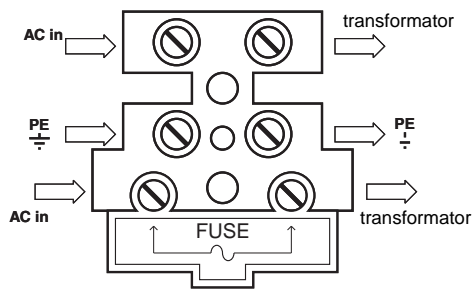 AC in
transformator
PE
PE
AC in
transformator
FUSE